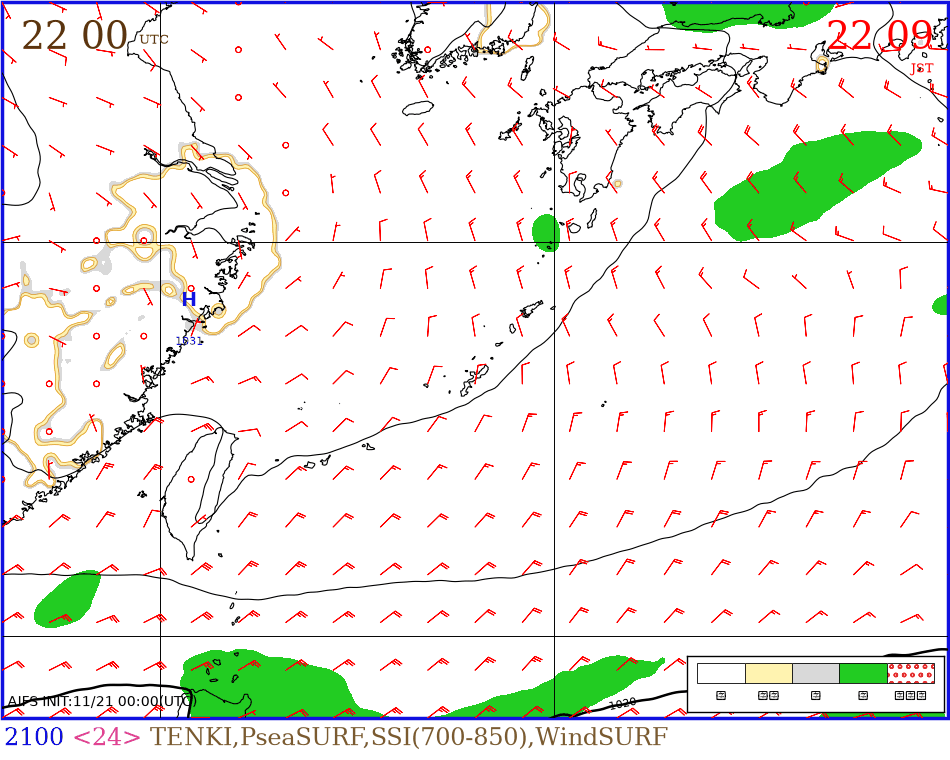 22 00 UTC
22 09 JST
H
1031
1020
AIFS INIT:11/21 00:00(UTC)
2100 <24> TENKI,PseaSURF,SSI(700-850),WindSURF